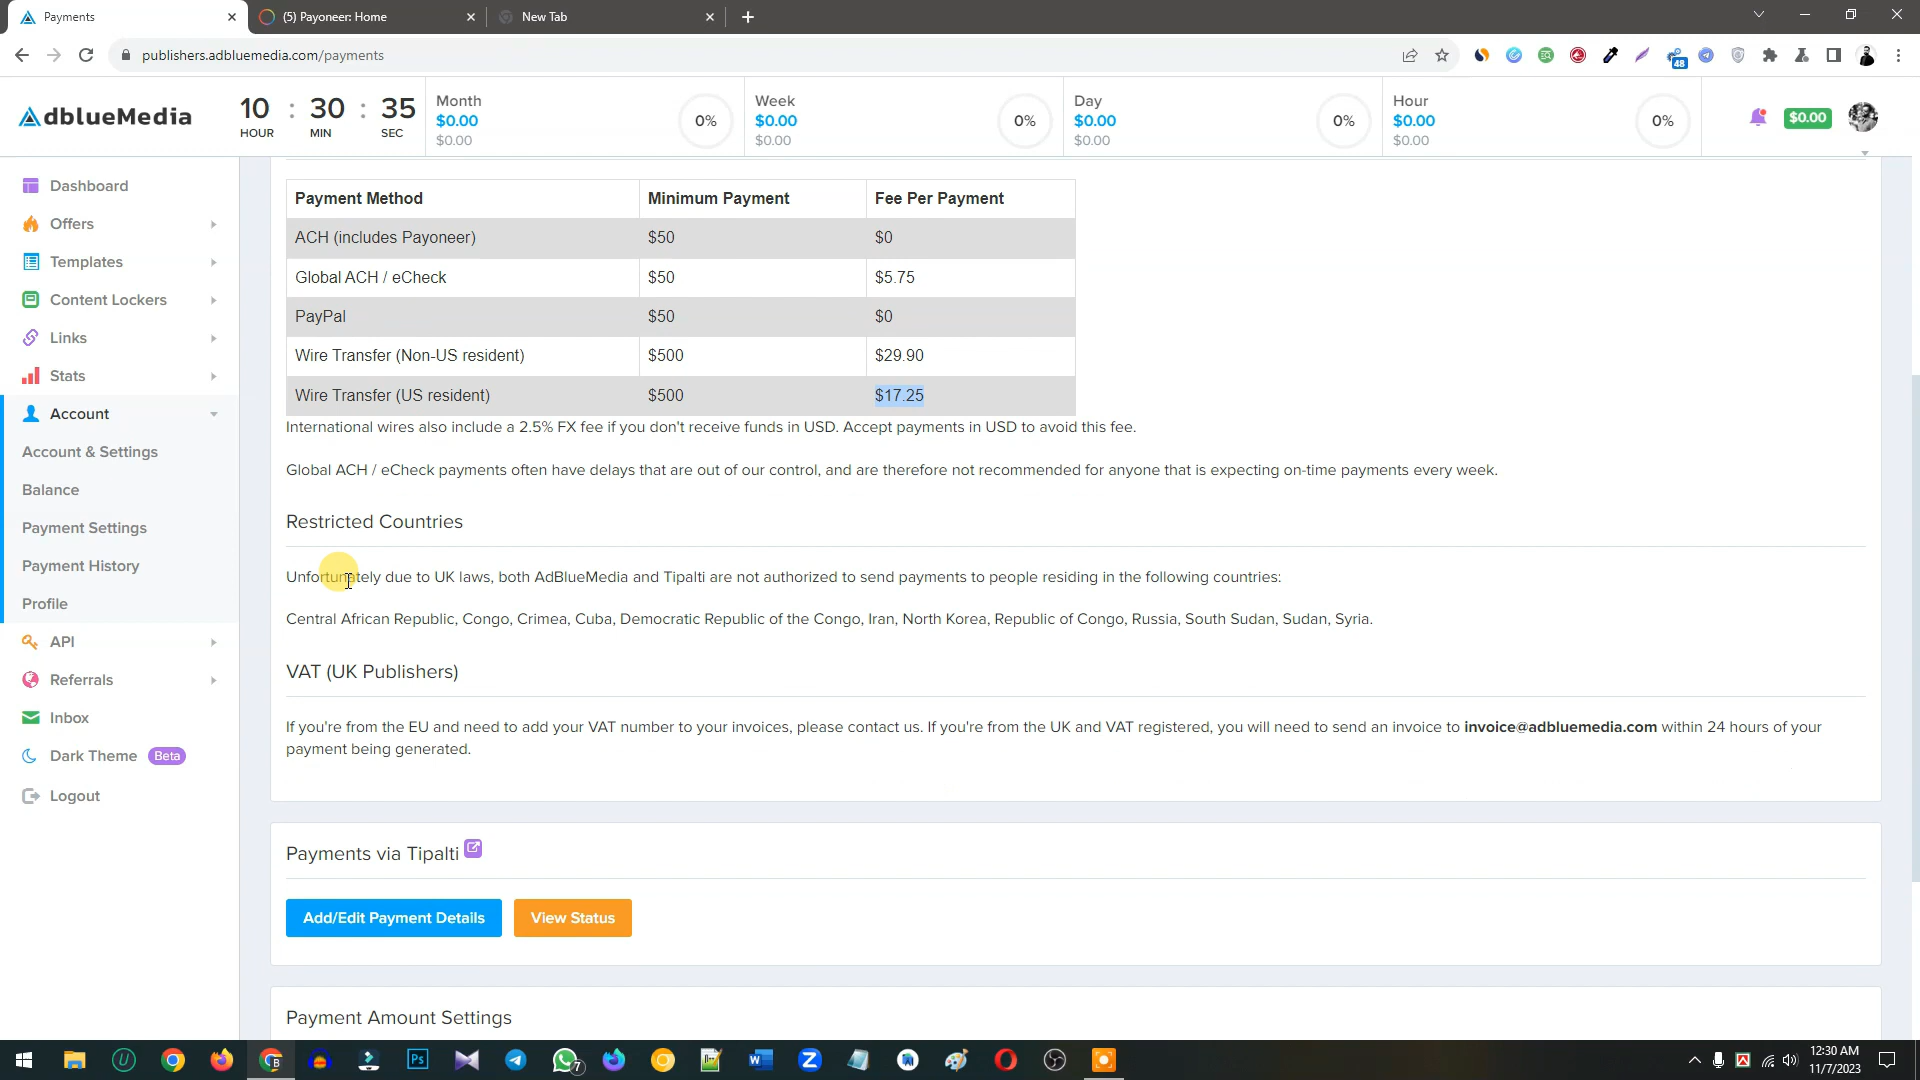 Payments
(5) Payoneer: Home
New Tab
publishers.adbluemedia.com/payments
48
AdblueMedia
10 : 30 : 35
HOUR MIN SEC
Month
$0.00
$0.00
0%
Week
$0.00
$0.00
0%
Day
$0.00
$0.00
0%
Hour
$0.00
$0.00
0%
$0.00
Dashboard
Offers
Templates
Content Lockers
Links
Stats
Account
Account & Settings
Balance
Payment Settings
Payment History
Profile
API
Referrals
Inbox
Dark Theme Beta
Logout
Payment Method Minimum Payment Fee Per Payment
ACH (includes Payoneer) $50 $0
Global ACH / eCheck $50 $5.75
PayPal $50 $0
Wire Transfer (Non-US resident) $500 $29.90
Wire Transfer (US resident) $500 $17.25
International wires also include a 2.5% FX fee if you don't receive funds in USD. Accept payments in USD to avoid this fee.
Global ACH / eCheck payments often have delays that are out of our control, and are therefore not recommended for anyone that is expecting on-time payments every week.
Restricted Countries
Unfortunately due to UK laws, both AdBlueMedia and Tipalti are not authorized to send payments to people residing in the following countries:
Central African Republic, Congo, Crimea, Cuba, Democratic Republic of the Congo, Iran, North Korea, Republic of Congo, Russia, South Sudan, Sudan, Syria.
VAT (UK Publishers)
If you're from the EU and need to add your VAT number to your invoices, please contact us. If you're from the UK and VAT registered, you will need to send an invoice to invoice@adbluemedia.com within 24 hours of your
payment being generated.
Payments via Tipalti
Add/Edit Payment Details
View Status
Payment Amount Settings
Ps
7
12:30 AM
11/7/2023